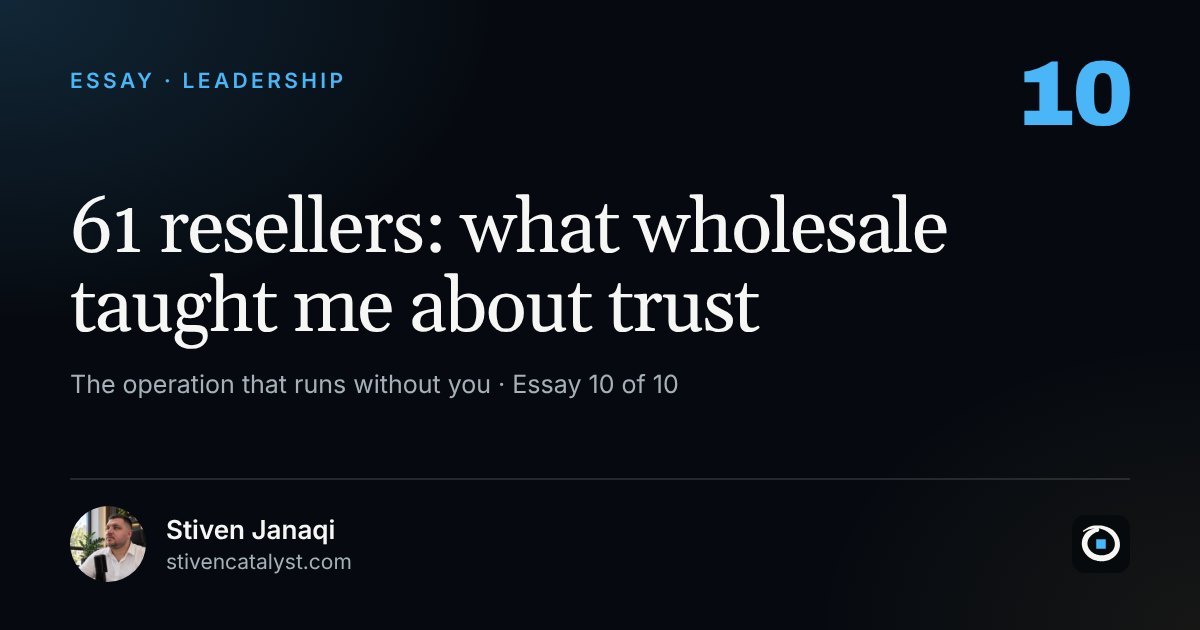 ESSAY · LEADERSHIP
10
61 resellers: what wholesale
taught me about trust
The operation that runs without you · Essay 10 of 10
Stiven Janaqi
stivencatalyst.com